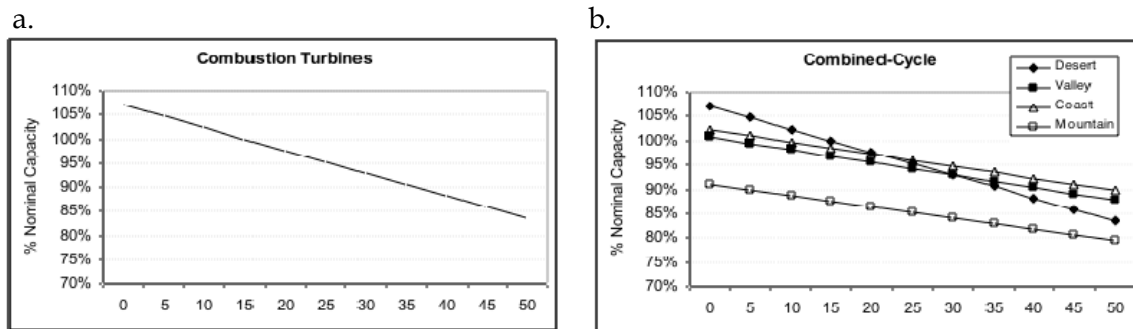 a.
Combustion Turbines
% Nominal Capacity
110%
105%
100%
95%
90%
85%
80%
75%
70%
0 5 10 15 20 25 30 35 40 45 50
b.
Combined-Cycle
Desert
Valley
Coast
Mountain
% Nominal Capacity
110%
105%
100%
95%
90%
85%
80%
75%
70%
0 5 10 15 20 25 30 35 40 45 50